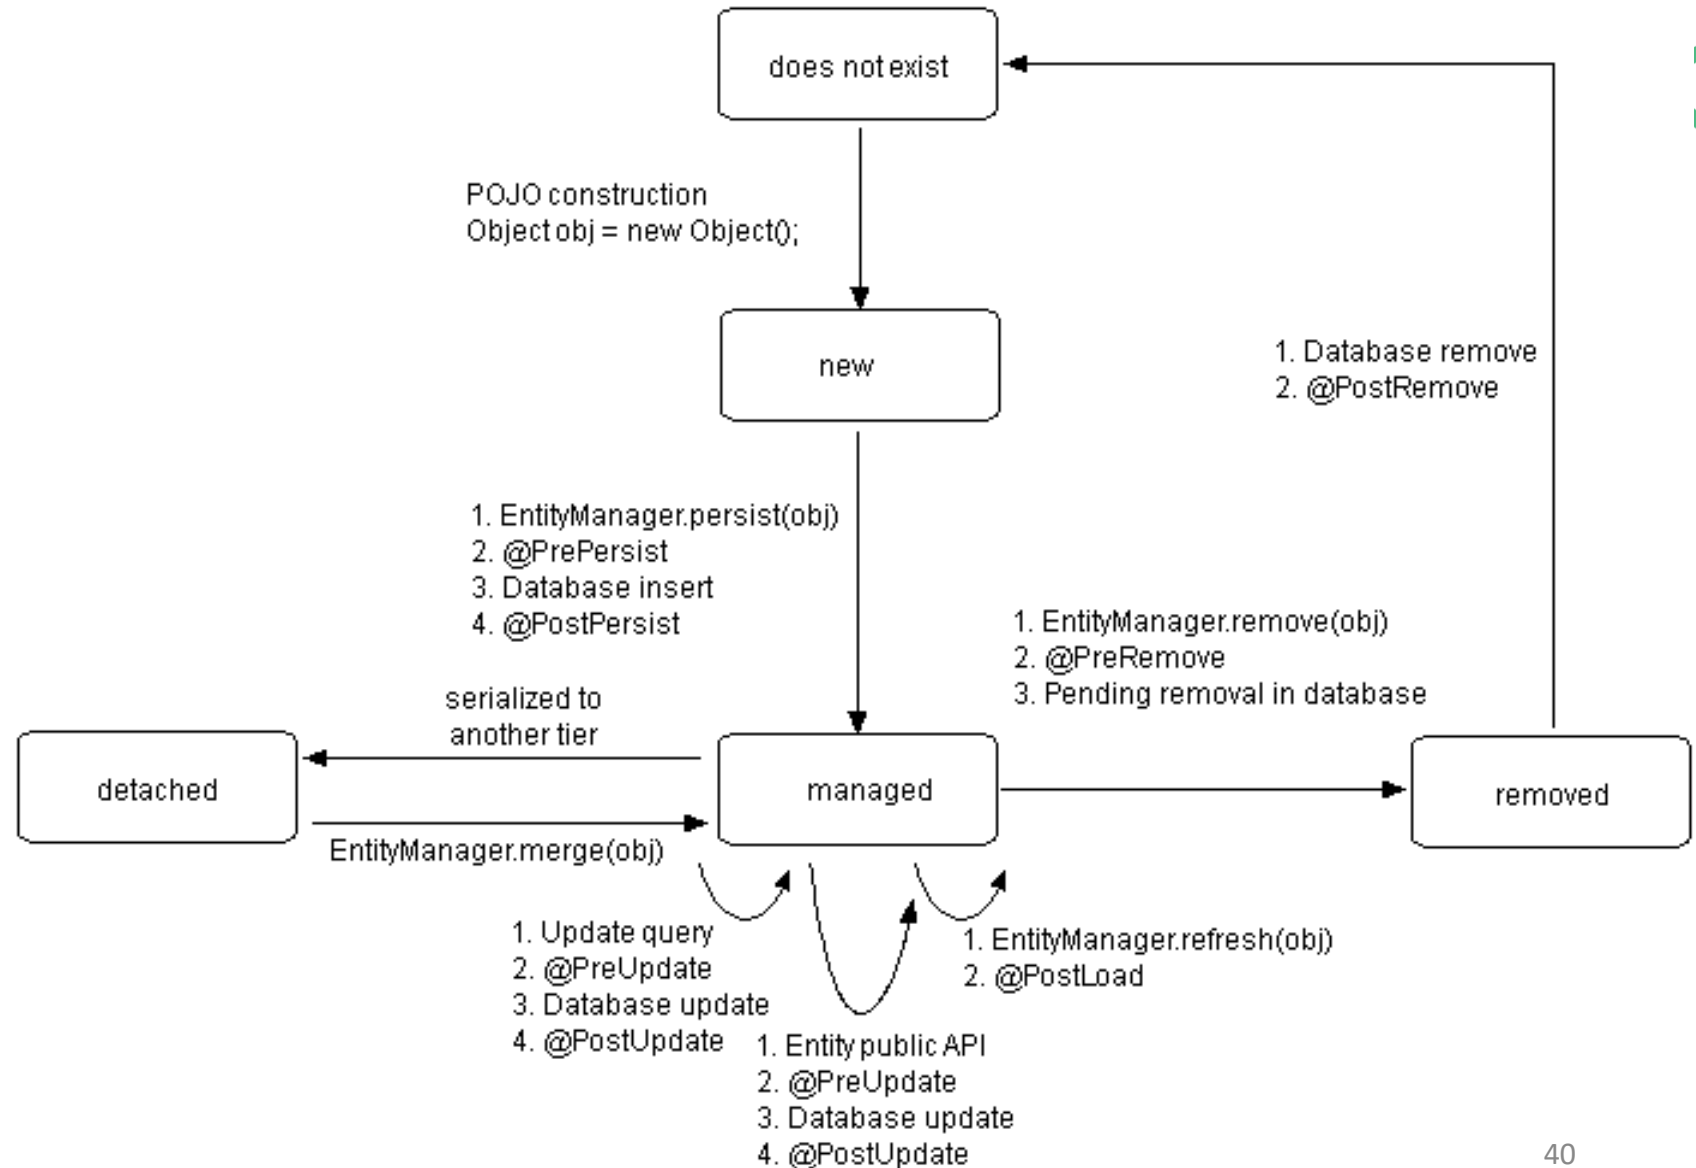 does not exist
POJO construction
Object obj = new Object();
new
1. Database remove
2. @PostRemove
1. EntityManager.persist(obj)
2. @PrePersist
3. Database insert
4. @PostPersist
1. EntityManager.remove(obj)
2. @PreRemove
3. Pending removal in database
serialized to
another tier
detached
managed
removed
EntityManager.merge(obj)
1. Update query
2. @PreUpdate
3. Database update
4. @PostUpdate
1. EntityManager.refresh(obj)
2. @PostLoad
1. Entity public API
2. @PreUpdate
3. Database update
4. @PostUpdate
40